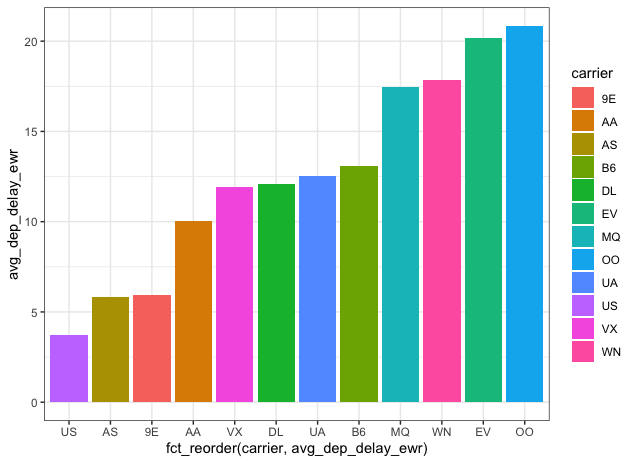 avg_dep_delay_ewr
20
15
10
5
0
US AS 9E AA VX DL UA B6 MQ WN EV OO
fct_reorder(carrier, avg_dep_delay_ewr)
carrier
9E
AA
AS
B6
DL
EV
MQ
OO
UA
US
VX
WN